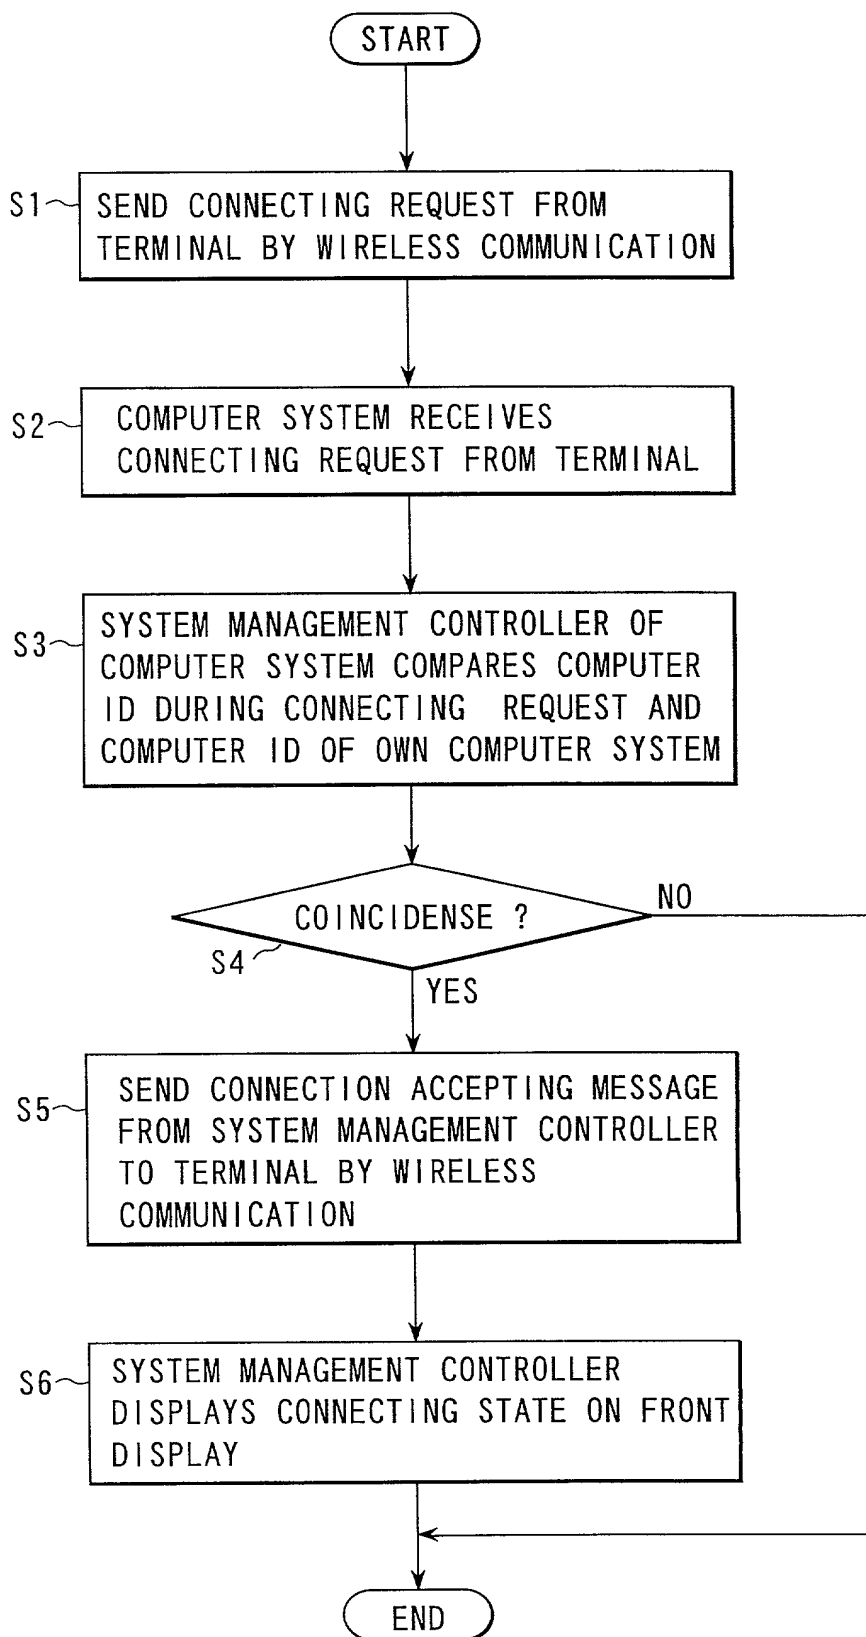 START
S1
SEND CONNECTING REQUEST FROM
TERMINAL BY WIRELESS COMMUNICATION
S2
COMPUTER SYSTEM RECEIVES
CONNECTING REQUEST FROM TERMINAL
S3
SYSTEM MANAGEMENT CONTROLLER OF
COMPUTER SYSTEM COMPARES COMPUTER
ID DURING CONNECTING REQUEST AND
COMPUTER ID OF OWN COMPUTER SYSTEM
COINCIDENSE ?
NO
S4
YES
S5
SEND CONNECTION ACCEPTING MESSAGE
FROM SYSTEM MANAGEMENT CONTROLLER
TO TERMINAL BY WIRELESS
COMMUNICATION
S6
SYSTEM MANAGEMENT CONTROLLER
DISPLAYS CONNECTING STATE ON FRONT
DISPLAY
END